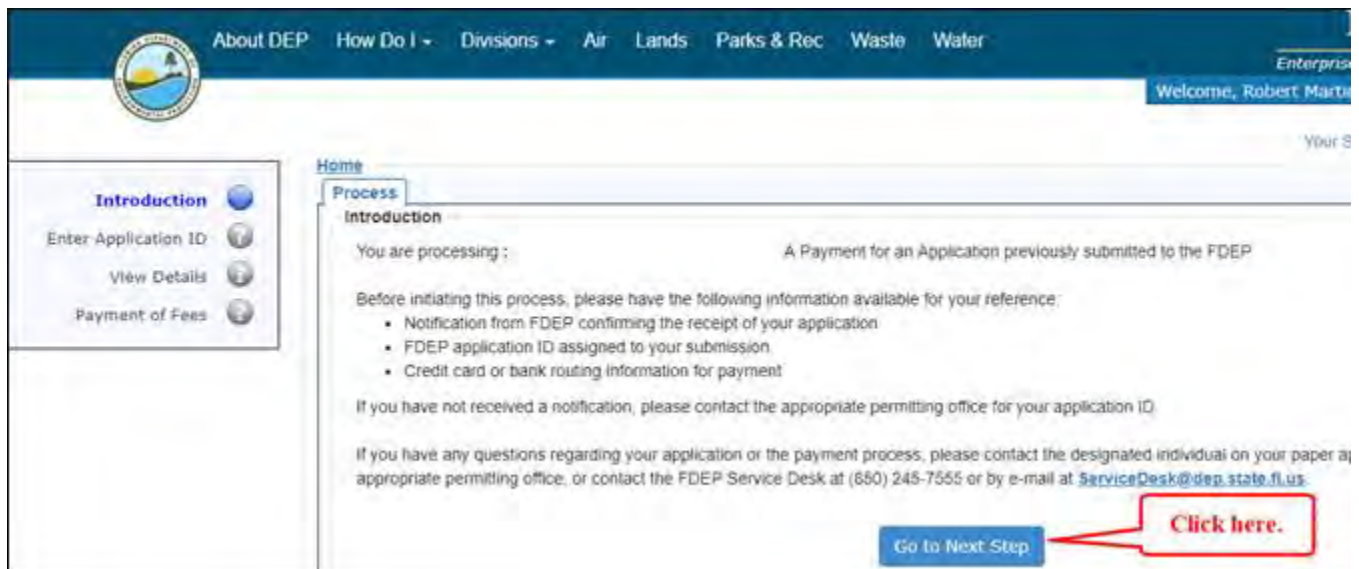 About DEP How Do I Divisions Air Lands Parks & Rec Waste Water
Enterprise
Welcome, Robert
Your
Introduction
Enter Application ID
View Details
Payment of Fees
Home
Process
Introduction
You are processing : A Payment for an Application previously submitted to the FDEP
Before initiating this process, please have the following information available for your reference:
• Notification from FDEP confirming the receipt of your application
• FDEP application ID assigned to your submission
• Credit card or bank routing information for payment
If you have not received a notification, please contact the appropriate permitting office for your application ID.
If you have any questions regarding your application or the payment process, please contact the designated individual on your paper
appropriate permitting office, or contact the FDEP Service Desk at (850) 245-7555 or by e-mail at ServiceDesk@dep.state.fl.us.
Click here.
Go to Next Step